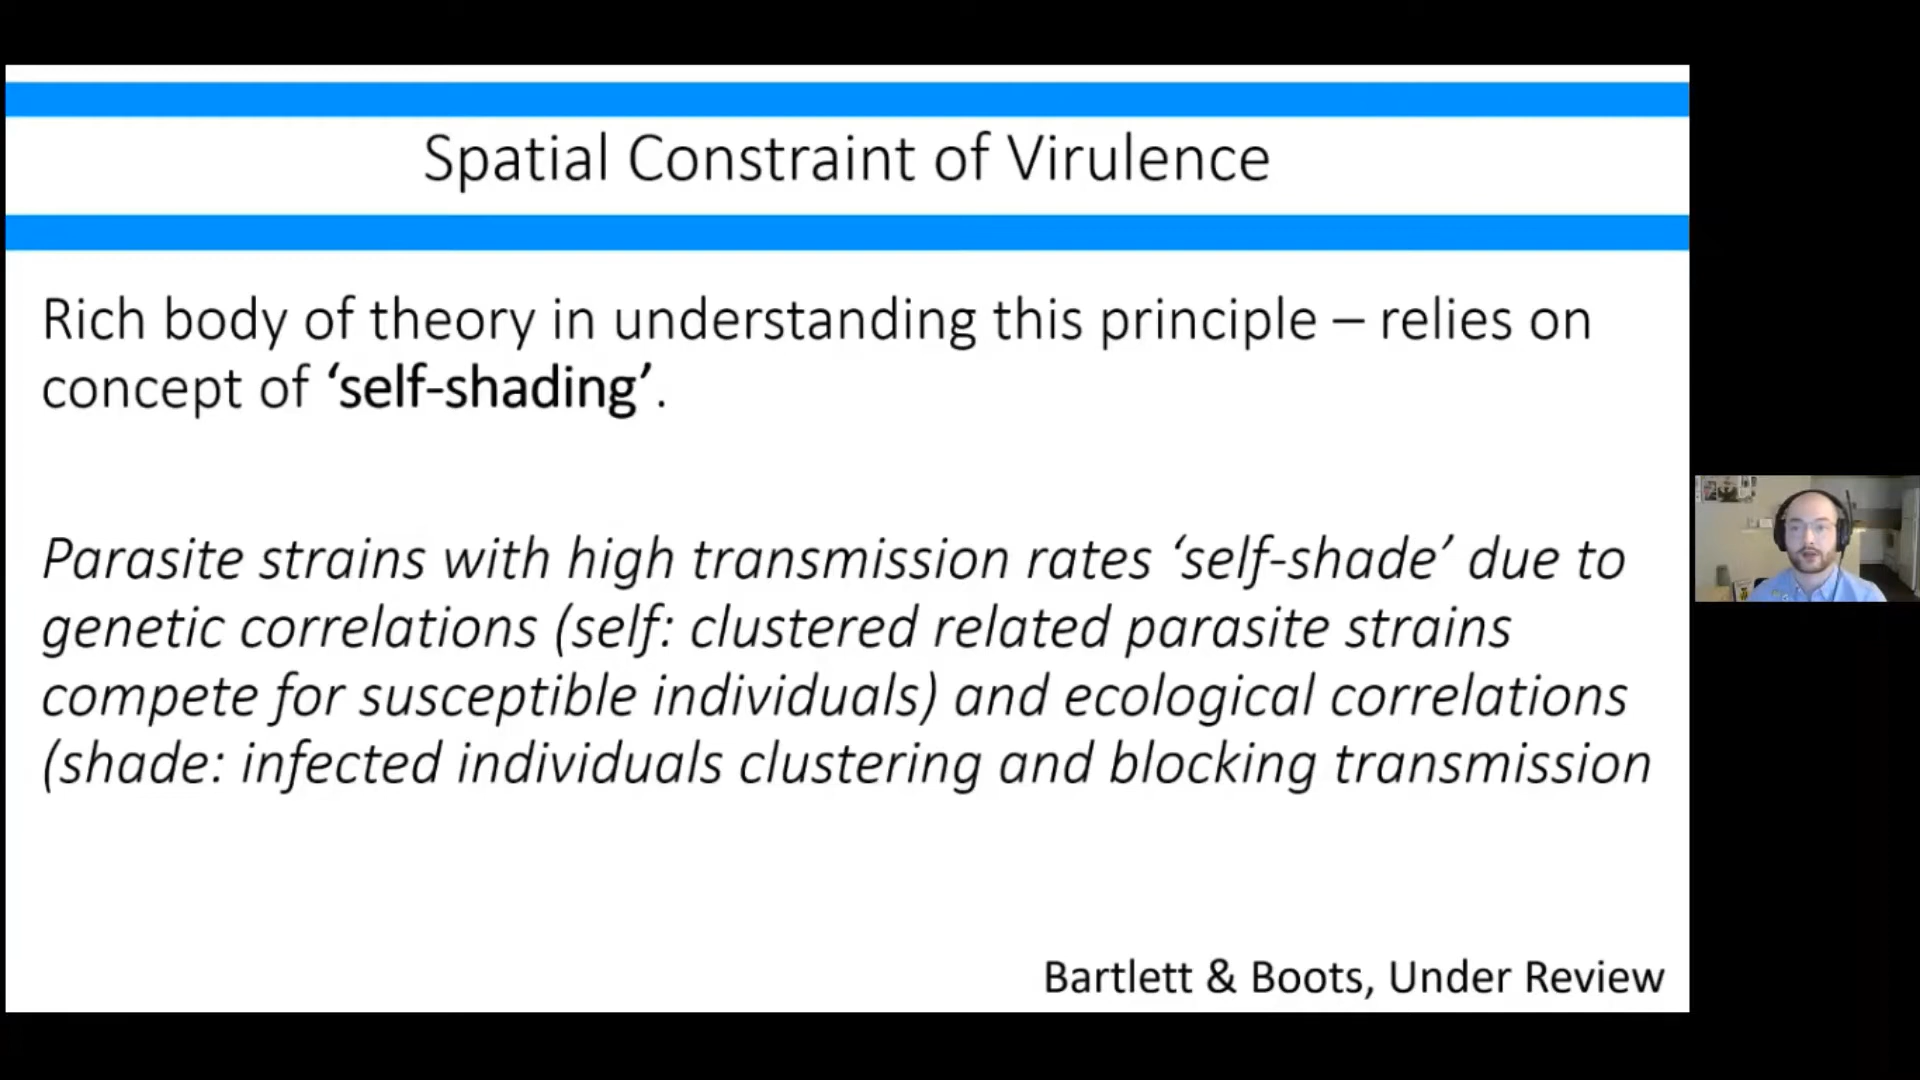 Spatial Constraint of Virulence
Rich body of theory in understanding this principle – relies on
concept of ‘self-shading’.
Parasite strains with high transmission rates ‘self-shade’ due to
genetic correlations (self: clustered related parasite strains
compete for susceptible individuals) and ecological correlations
(shade: infected individuals clustering and blocking transmission
Bartlett & Boots, Under Review